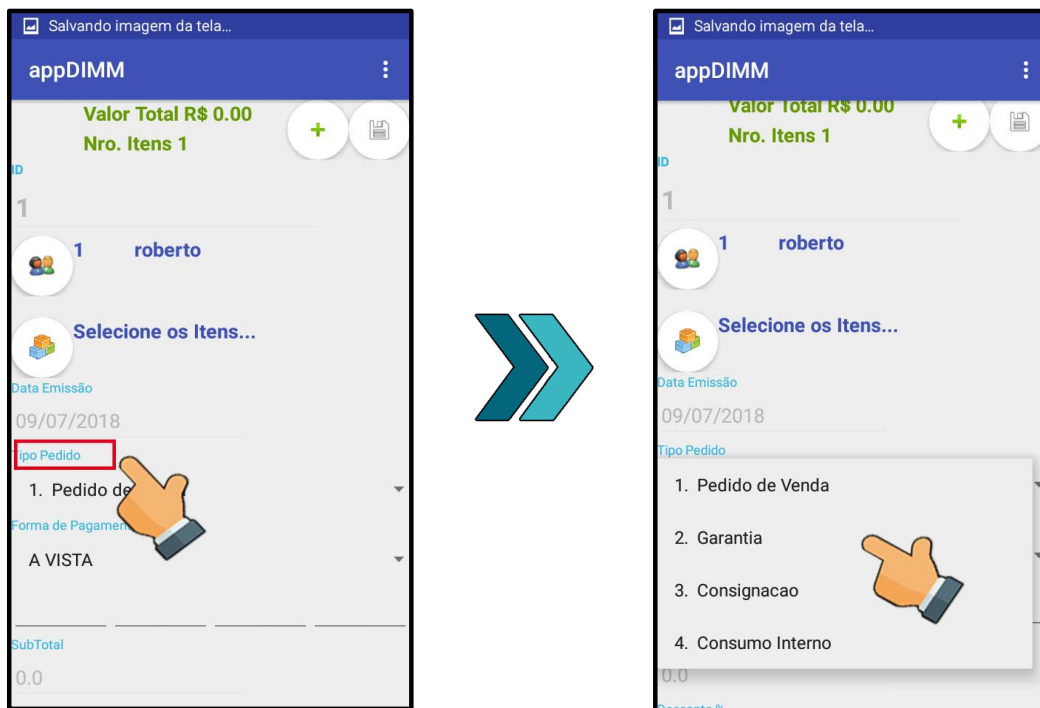 Salvando imagem da tela...
appDIMM
Valor Total R$ 0.00
Nro. Itens 1
ID
1
1 roberto
Selecione os Itens...
Data Emissão
09/07/2018
Tipo Pedido
1. Pedido de
Forma de
A VISTA
SubTotal
0.0
Salvando imagem da tela...
appDIMM
Valor Total R$ 0.00
Nro. Itens 1
ID
1
1 roberto
Selecione os Itens...
Data Emissão
09/07/2018
Tipo Pedido
1. Pedido de Venda
2. Garantia
3. Consignacao
4. Consumo Interno
0.0